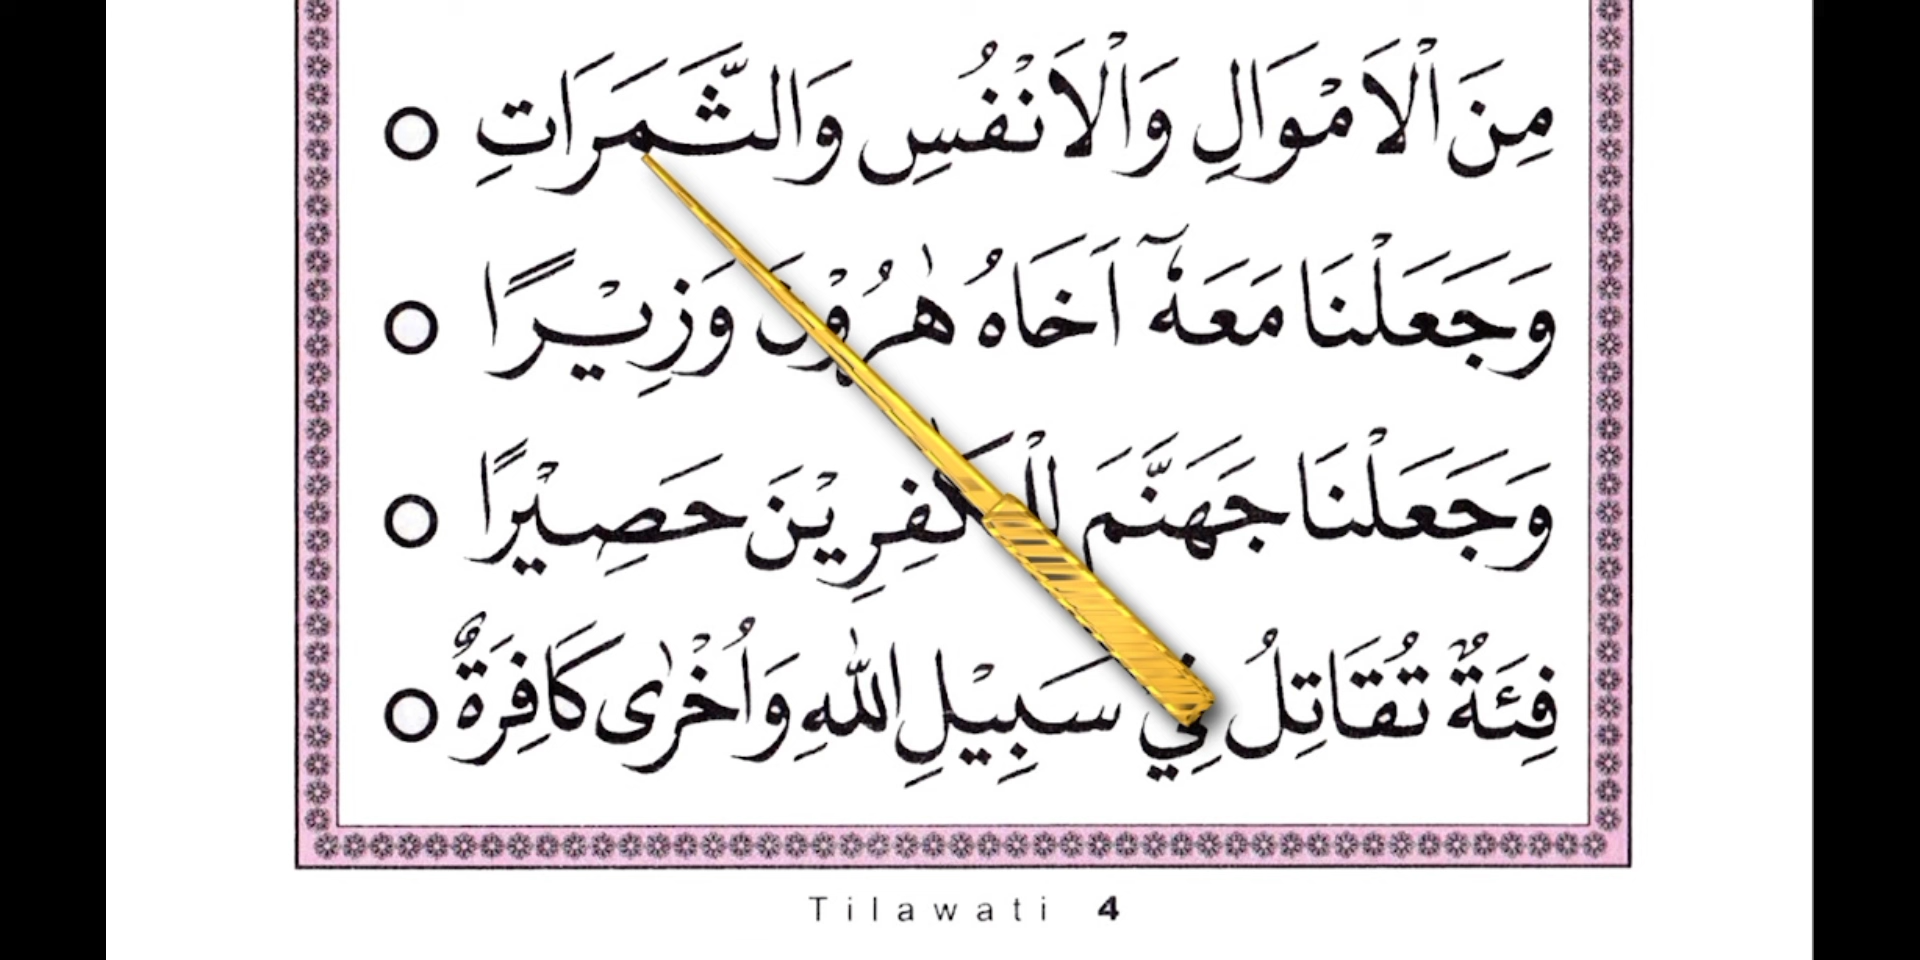 مِنَ الْاَمْوَالِ وَالْاَنْفُسِ وَالثَّمَرَاتِ ○
وَجَعَلْنَا مَعَهٗٓ اَخَاهُ هٰرُوْنَ وَزِيْرًا ○
وَجَعَلْنَا جَهَنَّمَ لِلْكٰفِرِيْنَ حَصِيْرًا ○
فِئَةٌ تُقَاتِلُ فِيْ سَبِيْلِ اللّٰهِ وَاُخْرٰى كَافِرَةٌ ○
Tilawati 4